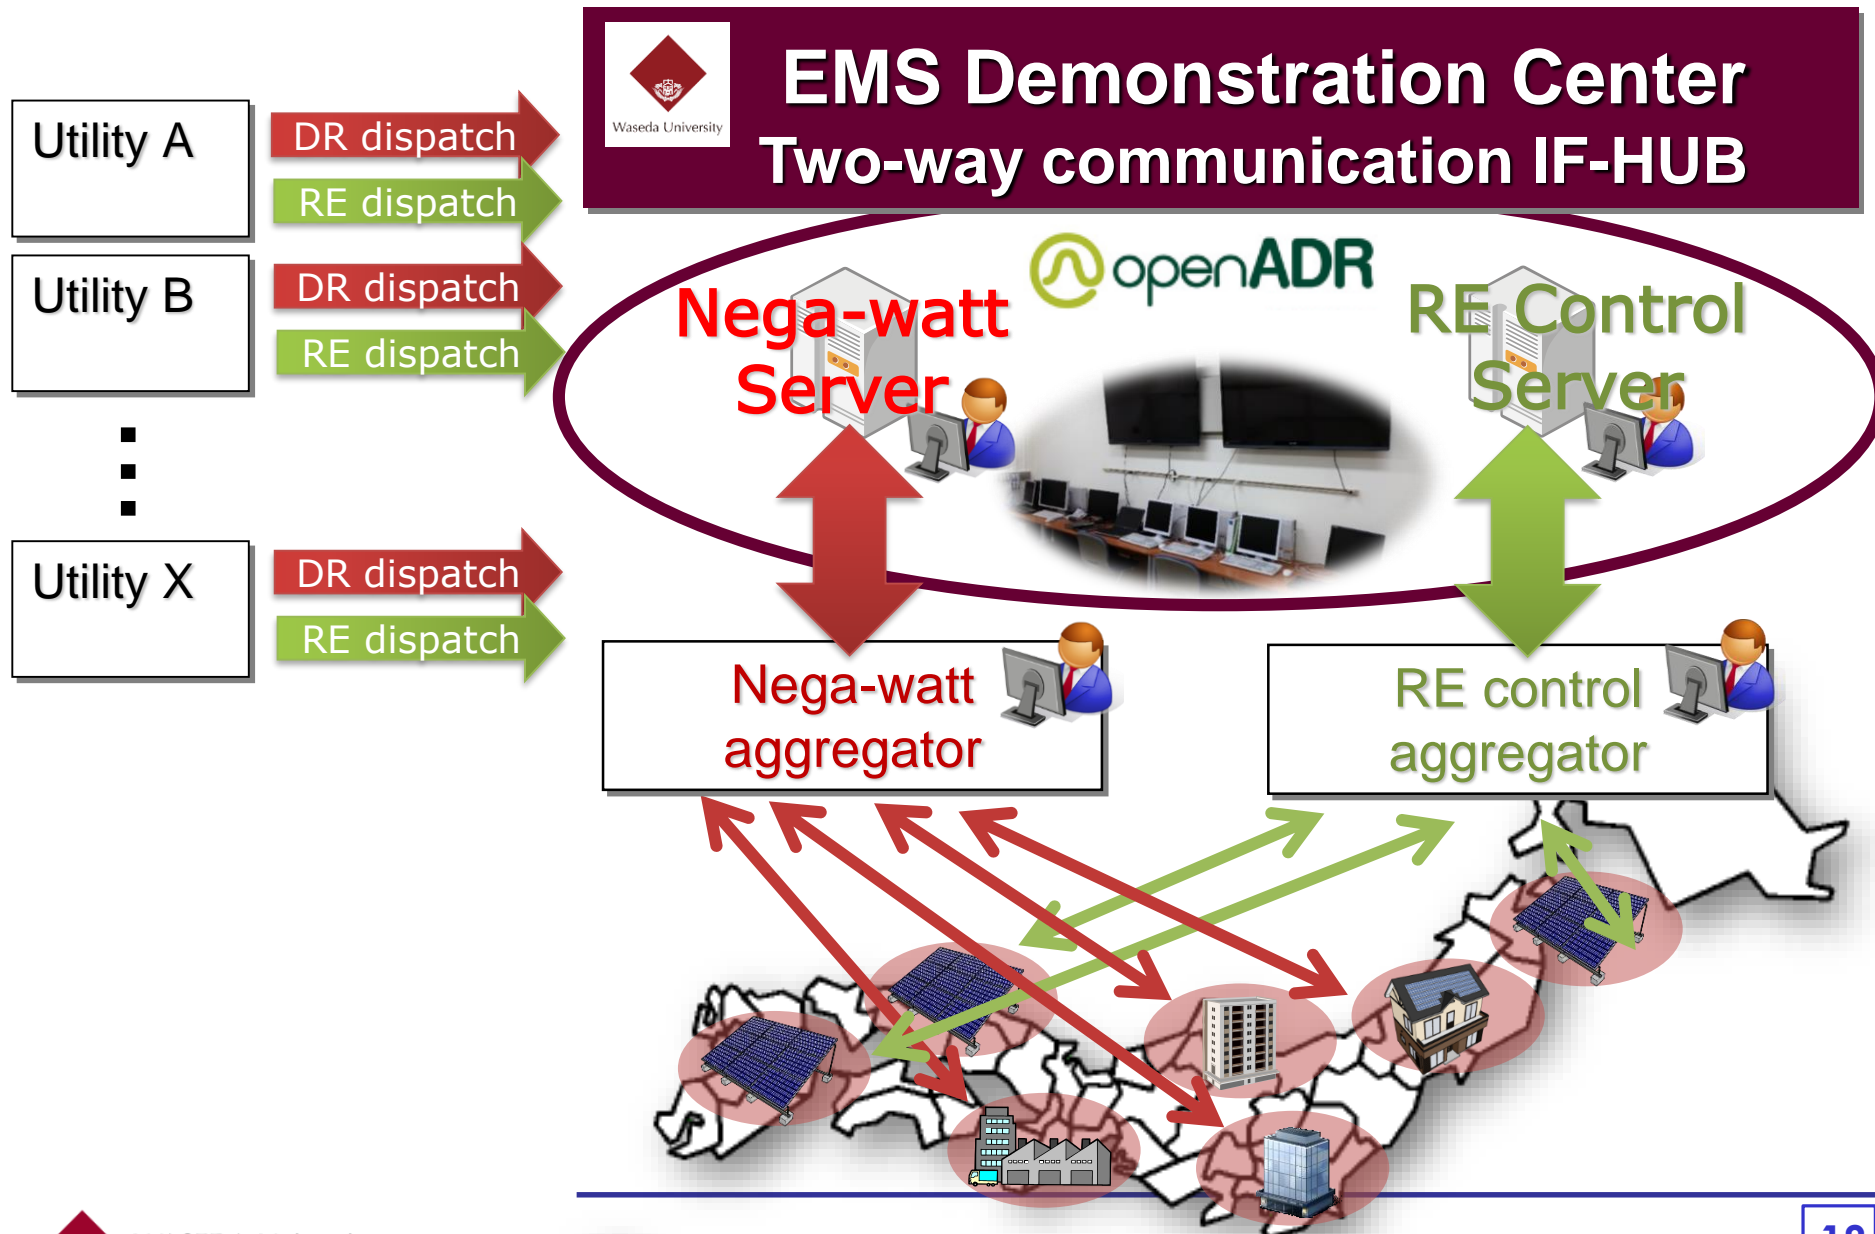 Waseda University
EMS Demonstration Center
Two-way communication IF-HUB
Utility A
DR dispatch
RE dispatch
Utility B
DR dispatch
RE dispatch
Utility X
DR dispatch
RE dispatch
openADR
Nega-watt
Server
RE Control
Server
Nega-watt
aggregator
RE control
aggregator